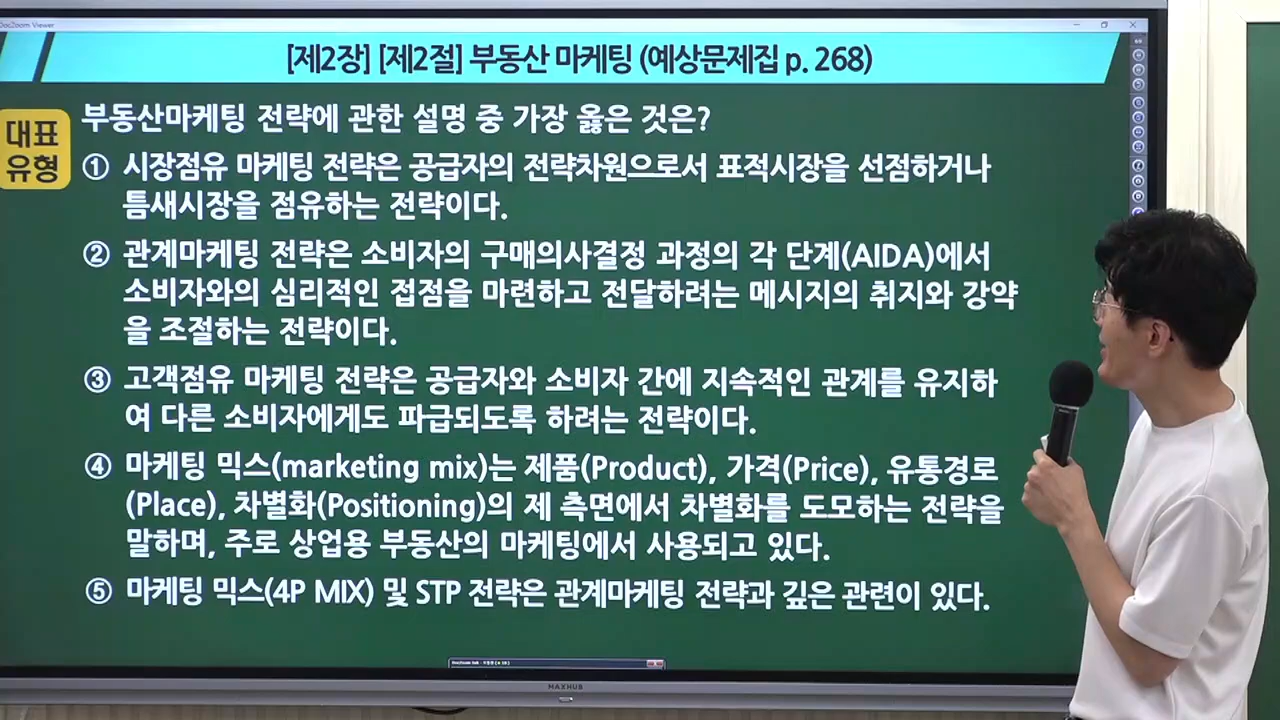 DocZoom Viewer
[제2장] [제2절] 부동산 마케팅 (예상문제집 p. 268)
대표
유형
부동산마케팅 전략에 관한 설명 중 가장 옳은 것은?
① 시장점유 마케팅 전략은 공급자의 전략차원으로서 표적시장을 선점하거나
틈새시장을 점유하는 전략이다.
② 관계마케팅 전략은 소비자의 구매의사결정 과정의 각 단계(AIDA)에서
소비자와의 심리적인 접점을 마련하고 전달하려는 메시지의 취지와 강약
을 조절하는 전략이다.
③ 고객점유 마케팅 전략은 공급자와 소비자 간에 지속적인 관계를 유지하
여 다른 소비자에게도 파급되도록 하려는 전략이다.
④ 마케팅 믹스(marketing mix)는 제품(Product), 가격(Price), 유통경로
(Place), 차별화(Positioning)의 제 측면에서 차별화를 도모하는 전략을
말하며, 주로 상업용 부동산의 마케팅에서 사용되고 있다.
⑤ 마케팅 믹스(4P MIX) 및 STP 전략은 관계마케팅 전략과 깊은 관련이 있다.
MAXHUB